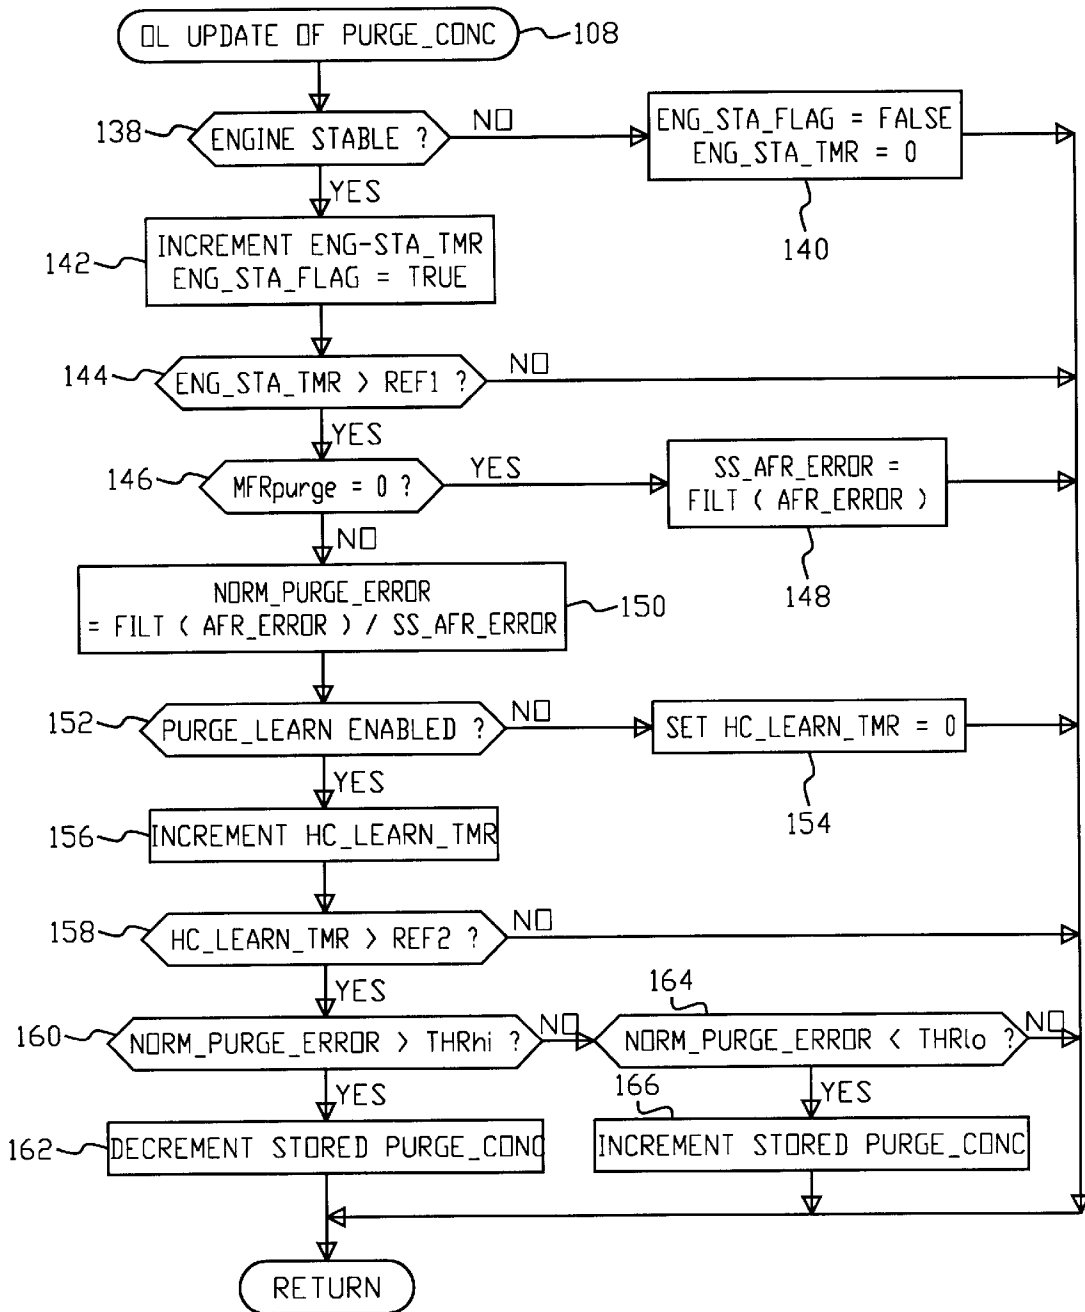 OL UPDATE OF PURGE_CONC
108
138
ENGINE STABLE ?
NO
ENG_STA_FLAG = FALSE
ENG_STA_TMR = 0
140
YES
142
INCREMENT ENG-STA_TMR
ENG_STA_FLAG = TRUE
144
ENG_STA_TMR > REF1 ?
NO
YES
146
MFRpurge = 0 ?
YES
SS_AFR_ERROR =
FILT ( AFR_ERROR )
148
NO
NORM_PURGE_ERROR
= FILT ( AFR_ERROR ) / SS_AFR_ERROR
150
152
PURGE_LEARN ENABLED ?
NO
SET HC_LEARN_TMR = 0
154
YES
156
INCREMENT HC_LEARN_TMR
158
HC_LEARN_TMR > REF2 ?
NO
YES
160
NORM_PURGE_ERROR > THRhi ?
NO
164
NORM_PURGE_ERROR < THRlo ?
NO
YES
162
DECREMENT STORED PURGE_CONC
YES
166
INCREMENT STORED PURGE_CONC
RETURN